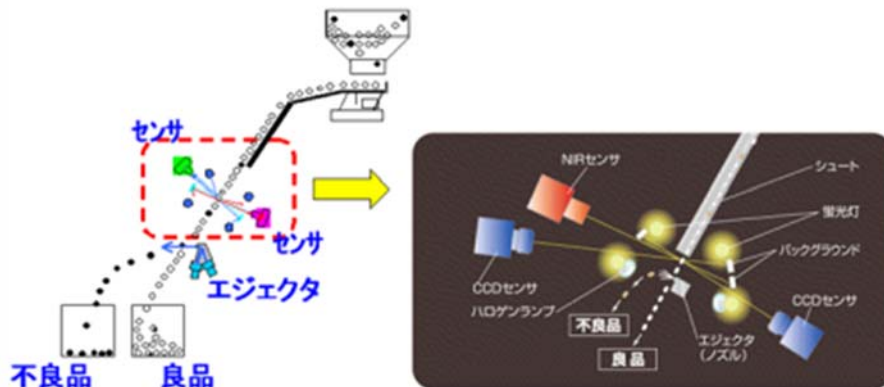 センサ
センサ
エジェクタ
不良品
良品
NIRセンサ
シュート
蛍光灯
バックグラウンド
CCDセンサ
ハロゲンランプ
CCDセンサ
不良品
エジェクタ
(ノズル)
良品